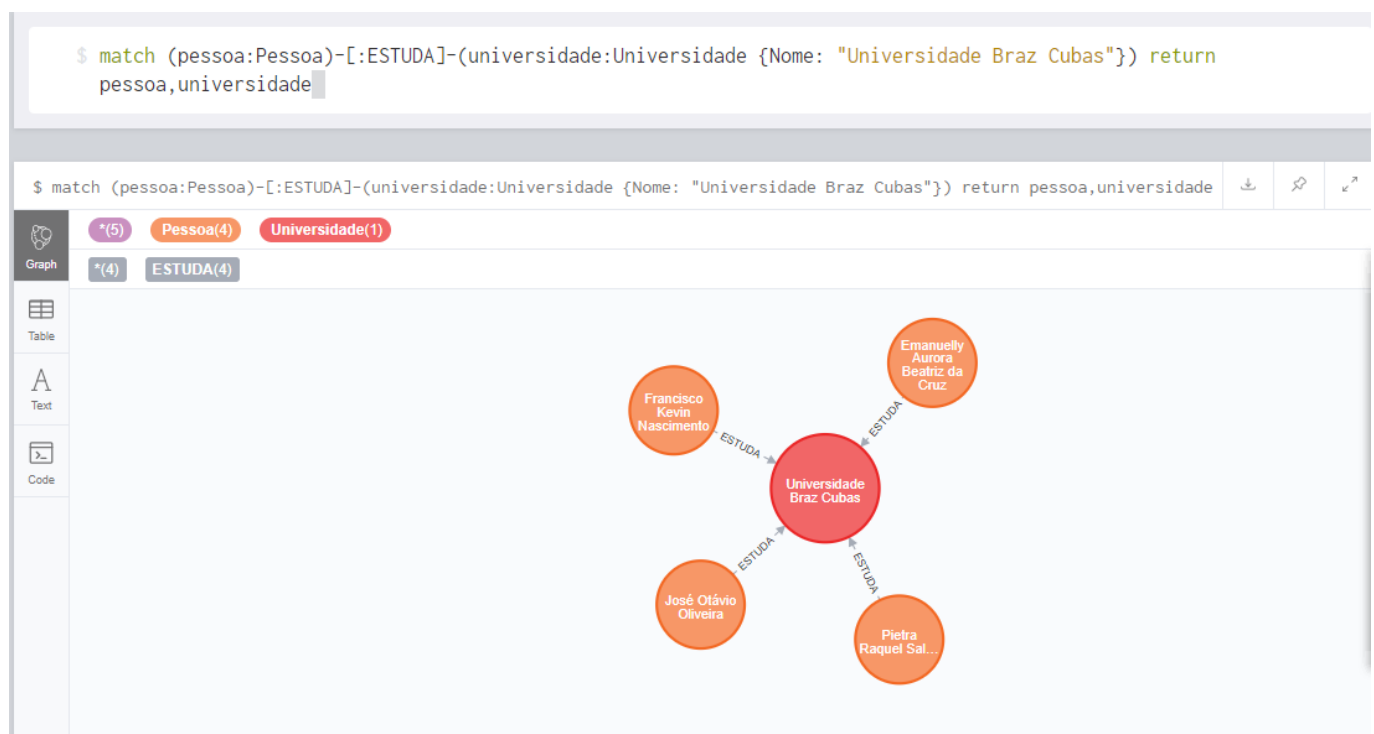 $ match (pessoa:Pessoa)-[:ESTUDA]-(universidade:Universidade {Nome: "Universidade Braz Cubas"}) return
pessoa,universidade
$ match (pessoa:Pessoa)-[:ESTUDA]-(universidade:Universidade {Nome: "Universidade Braz Cubas"}) return pessoa,universidade
*(5) Pessoa(4) Universidade(1)
Graph
*(4) ESTUDA(4)
Table
A
Text
Code
Emanuelly
Aurora
Beatriz da
Cruz
Francisco
Kevin
Nascimento
ESTUDA
ESTUDA
Universidade
Braz Cubas
ESTUDA
ESTUDA
José Otávio
Oliveira
Pietra
Raquel Sal...